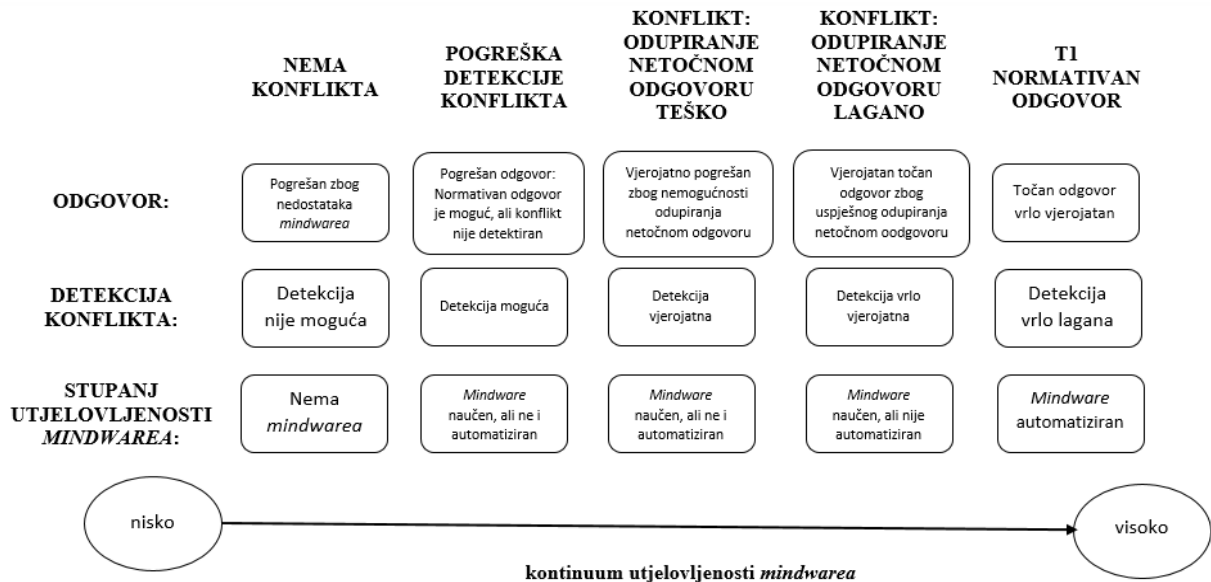 NEMA
KONFLIKTA
POGREŠKA
DETEKCIJE
KONFLIKTA
KONFLIKT:
ODUPIRANJE
NETOČNOM
ODGOVORU
TEŠKO
KONFLIKT:
ODUPIRANJE
NETOČNOM
ODGOVORU
LAGANO
T1
NORMATIVAN
ODGOVOR
ODGOVOR:
Pogrešan zbog
nedostataka
mindwarea
Pogrešan odgovor:
Normativan odgovor
je moguć, ali konflikt
nije detektiran
Vjerojatno pogrešan
zbog nemogućnosti
odupiranja
netočnom odgovoru
Vjerojatan točan
odgovor zbog
uspješnog odupiranja
netočnom oodgovoru
Točan odgovor
vrlo vjerojatan
DETEKCIJA
KONFLIKTA:
Detekcija
nije moguća
Detekcija moguća
Detekcija
vjerojatna
Detekcija vrlo
vjerojatna
Detekcija
vrlo lagana
STUPANJ
UTJELOVLJENOSTI
MINDWAREA:
Nema
mindwarea
Mindware
naučen, ali ne i
automatiziran
Mindware
naučen, ali ne i
automatiziran
Mindware
naučen, ali nije
automatiziran
Mindware
automatiziran
nisko
visoko
kontinuum utjelovljenosti mindwarea